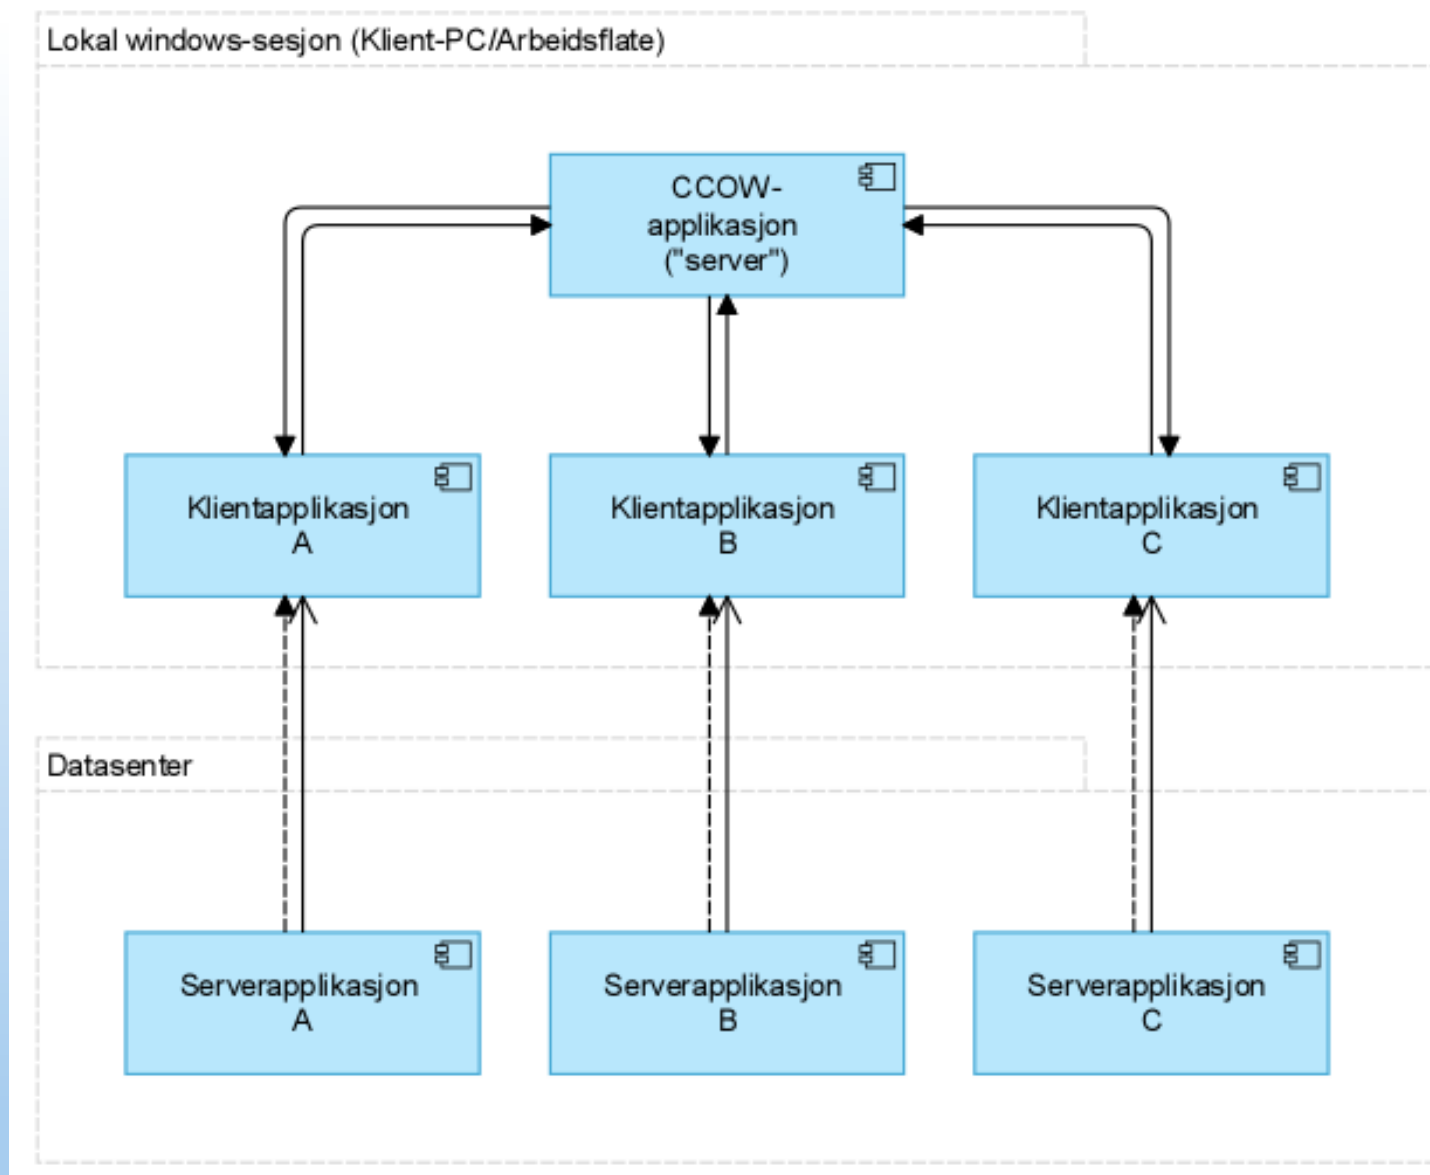 Lokal windows-sesjon (Klient-PC/Arbeidsflate)
CCOW-
applikasjon
("server")
Klientapplikasjon
A
Klientapplikasjon
B
Klientapplikasjon
C
Datasenter
Serverapplikasjon
A
Serverapplikasjon
B
Serverapplikasjon
C